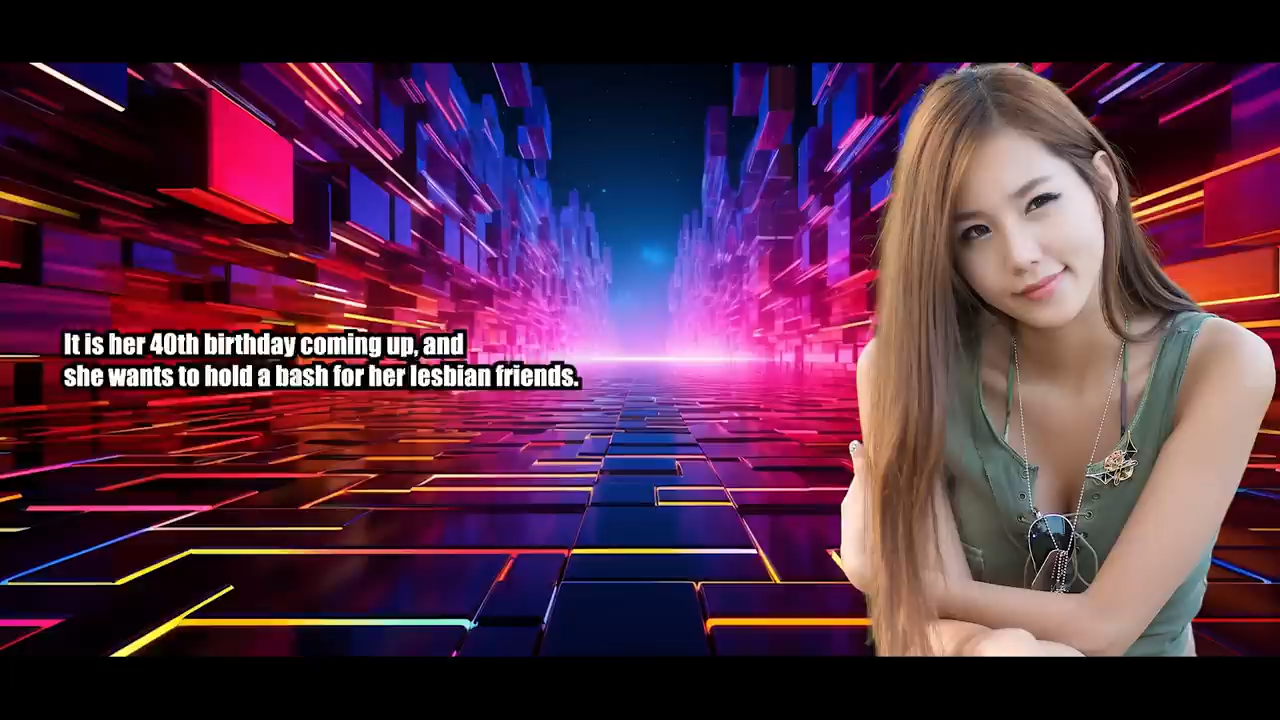 It is her 40th birthday coming up, and
she wants to hold a bash for her lesbian friends.